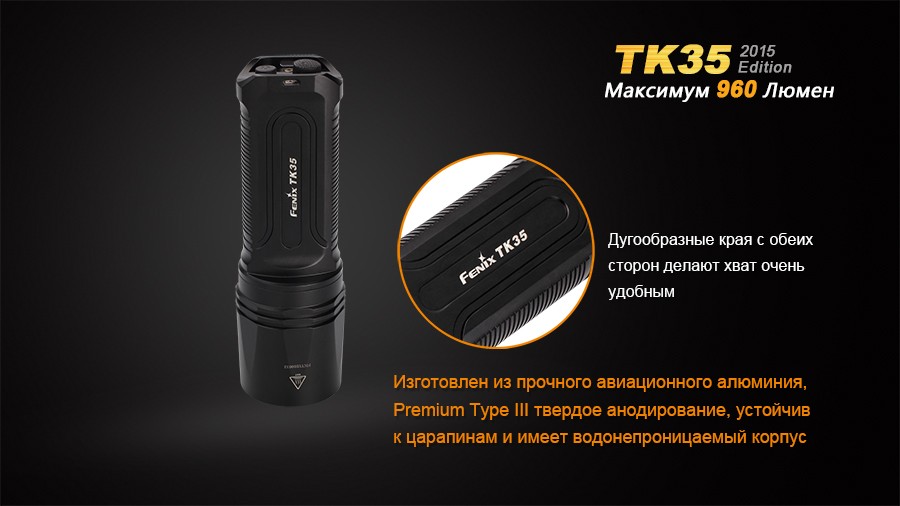 TK35 2015
Edition
Максимум 960 Люмен
FENIX TK35
FENIX TK35
Дугообразные края с обеих
сторон делают хват очень
удобным
Изготовлен из прочного авиационного алюминия,
Premium Type III твердое анодирование, устойчив
к царапинам и имеет водонепроницаемый корпус